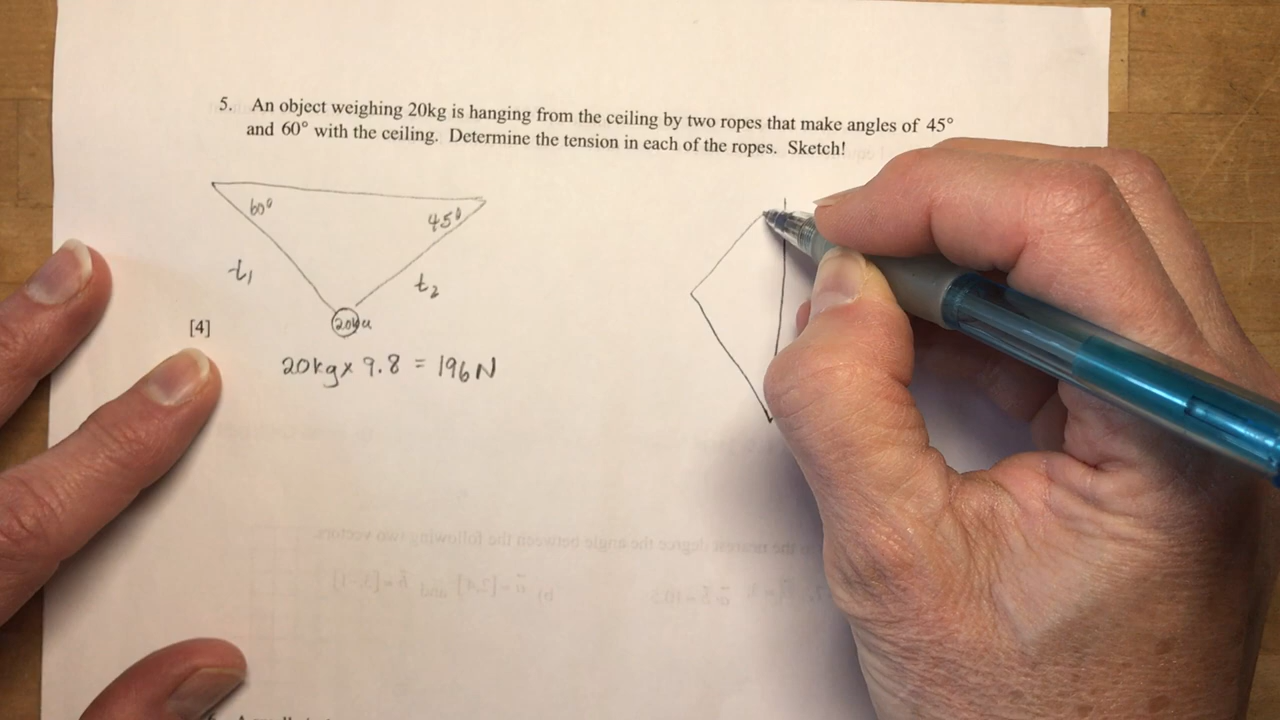 5. An object weighing 20kg is hanging from the ceiling by two ropes that make angles of 45°
and 60° with the ceiling. Determine the tension in each of the ropes. Sketch!
60° 45°
t₁ t₂
[4]
20kg x 9.8 = 196N